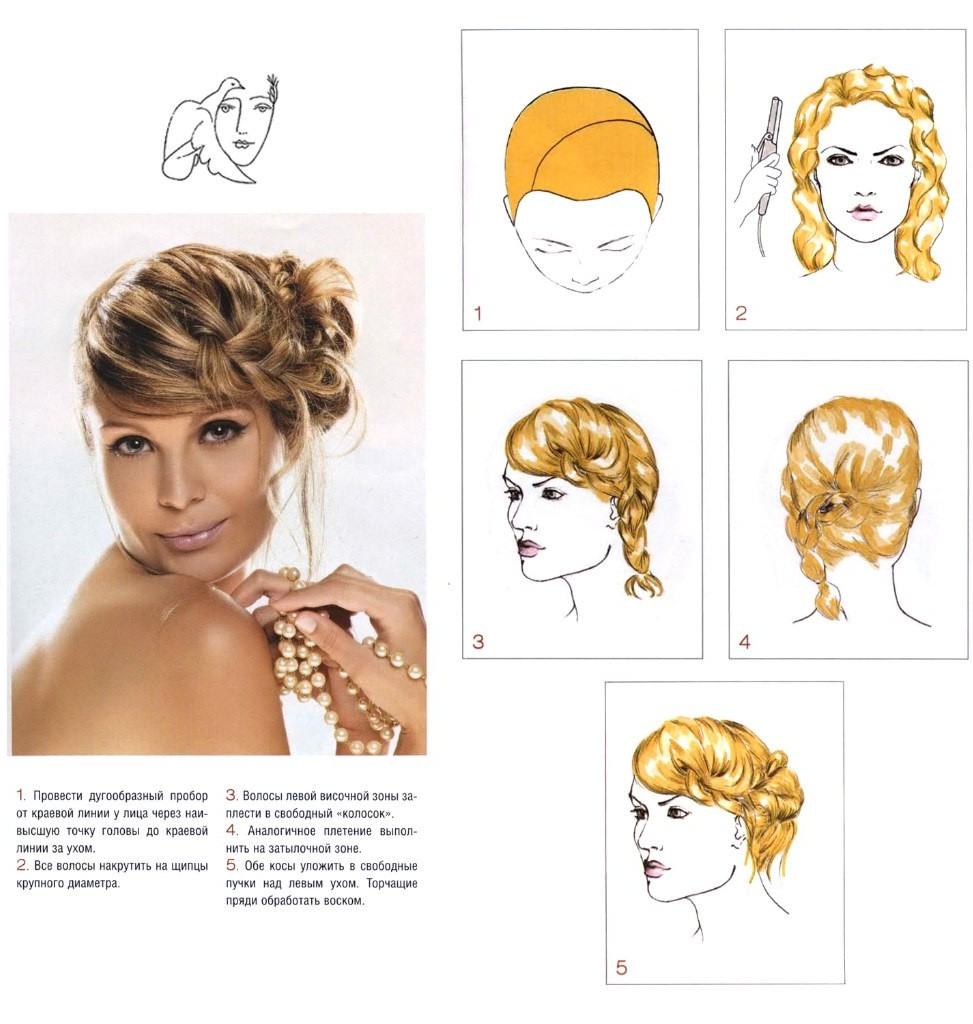 1
2
3
4
5
1. Провести дугообразный пробор
от краевой линии у лица через наи-
высшую точку головы до краевой
линии за ухом.
2. Все волосы накрутить на щипцы
крупного диаметра.
3. Волосы левой височной зоны за-
плести в свободный «колосок».
4. Аналогичное плетение выпол-
нить на затылочной зоне.
5. Обе косы уложить в свободные
пучки над левым ухом. Торчащие
пряди обработать воском.